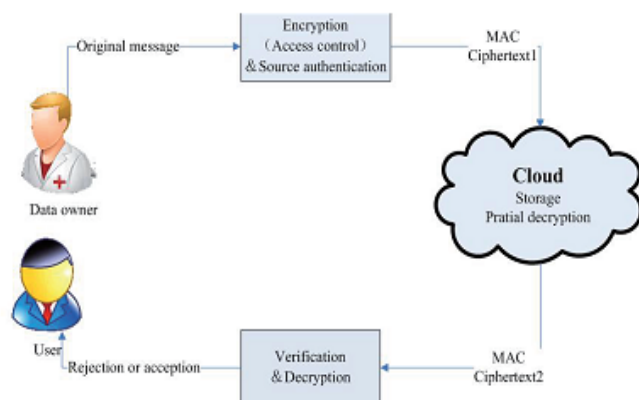 Original message
Encryption
(Access control)
& Source authentication
MAC
Ciphertext1
Data owner
Cloud
Storage
Pratial decryption
User
Rejection or acception
Verification
& Decryption
MAC
Ciphertext2